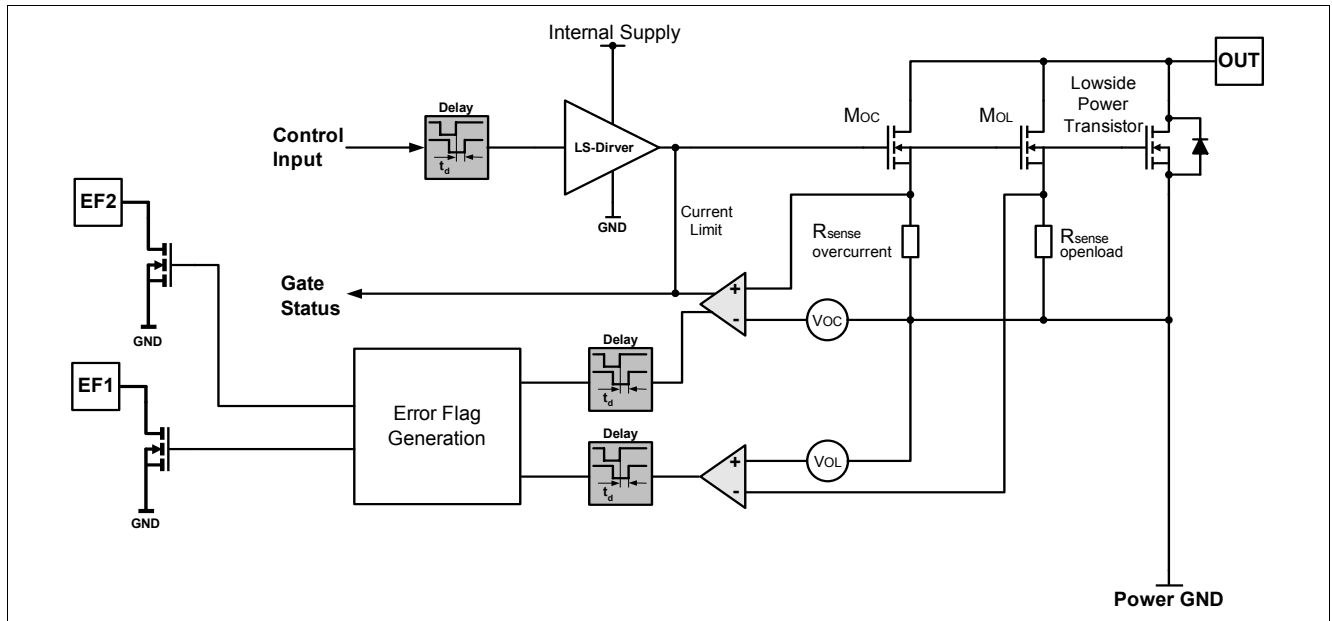 Internal Supply
OUT
Delay
Control
Input
t_d
LS-Dirver
GND
MOC
MOL
Lowside
Power
Transistor
EF2
GND
Current
Limit
Rsense
overcurrent
Rsense
openload
Gate
Status
+
-
VOC
Delay
t_d
EF1
GND
Error Flag
Generation
Delay
t_d
+
-
VOL
Power GND